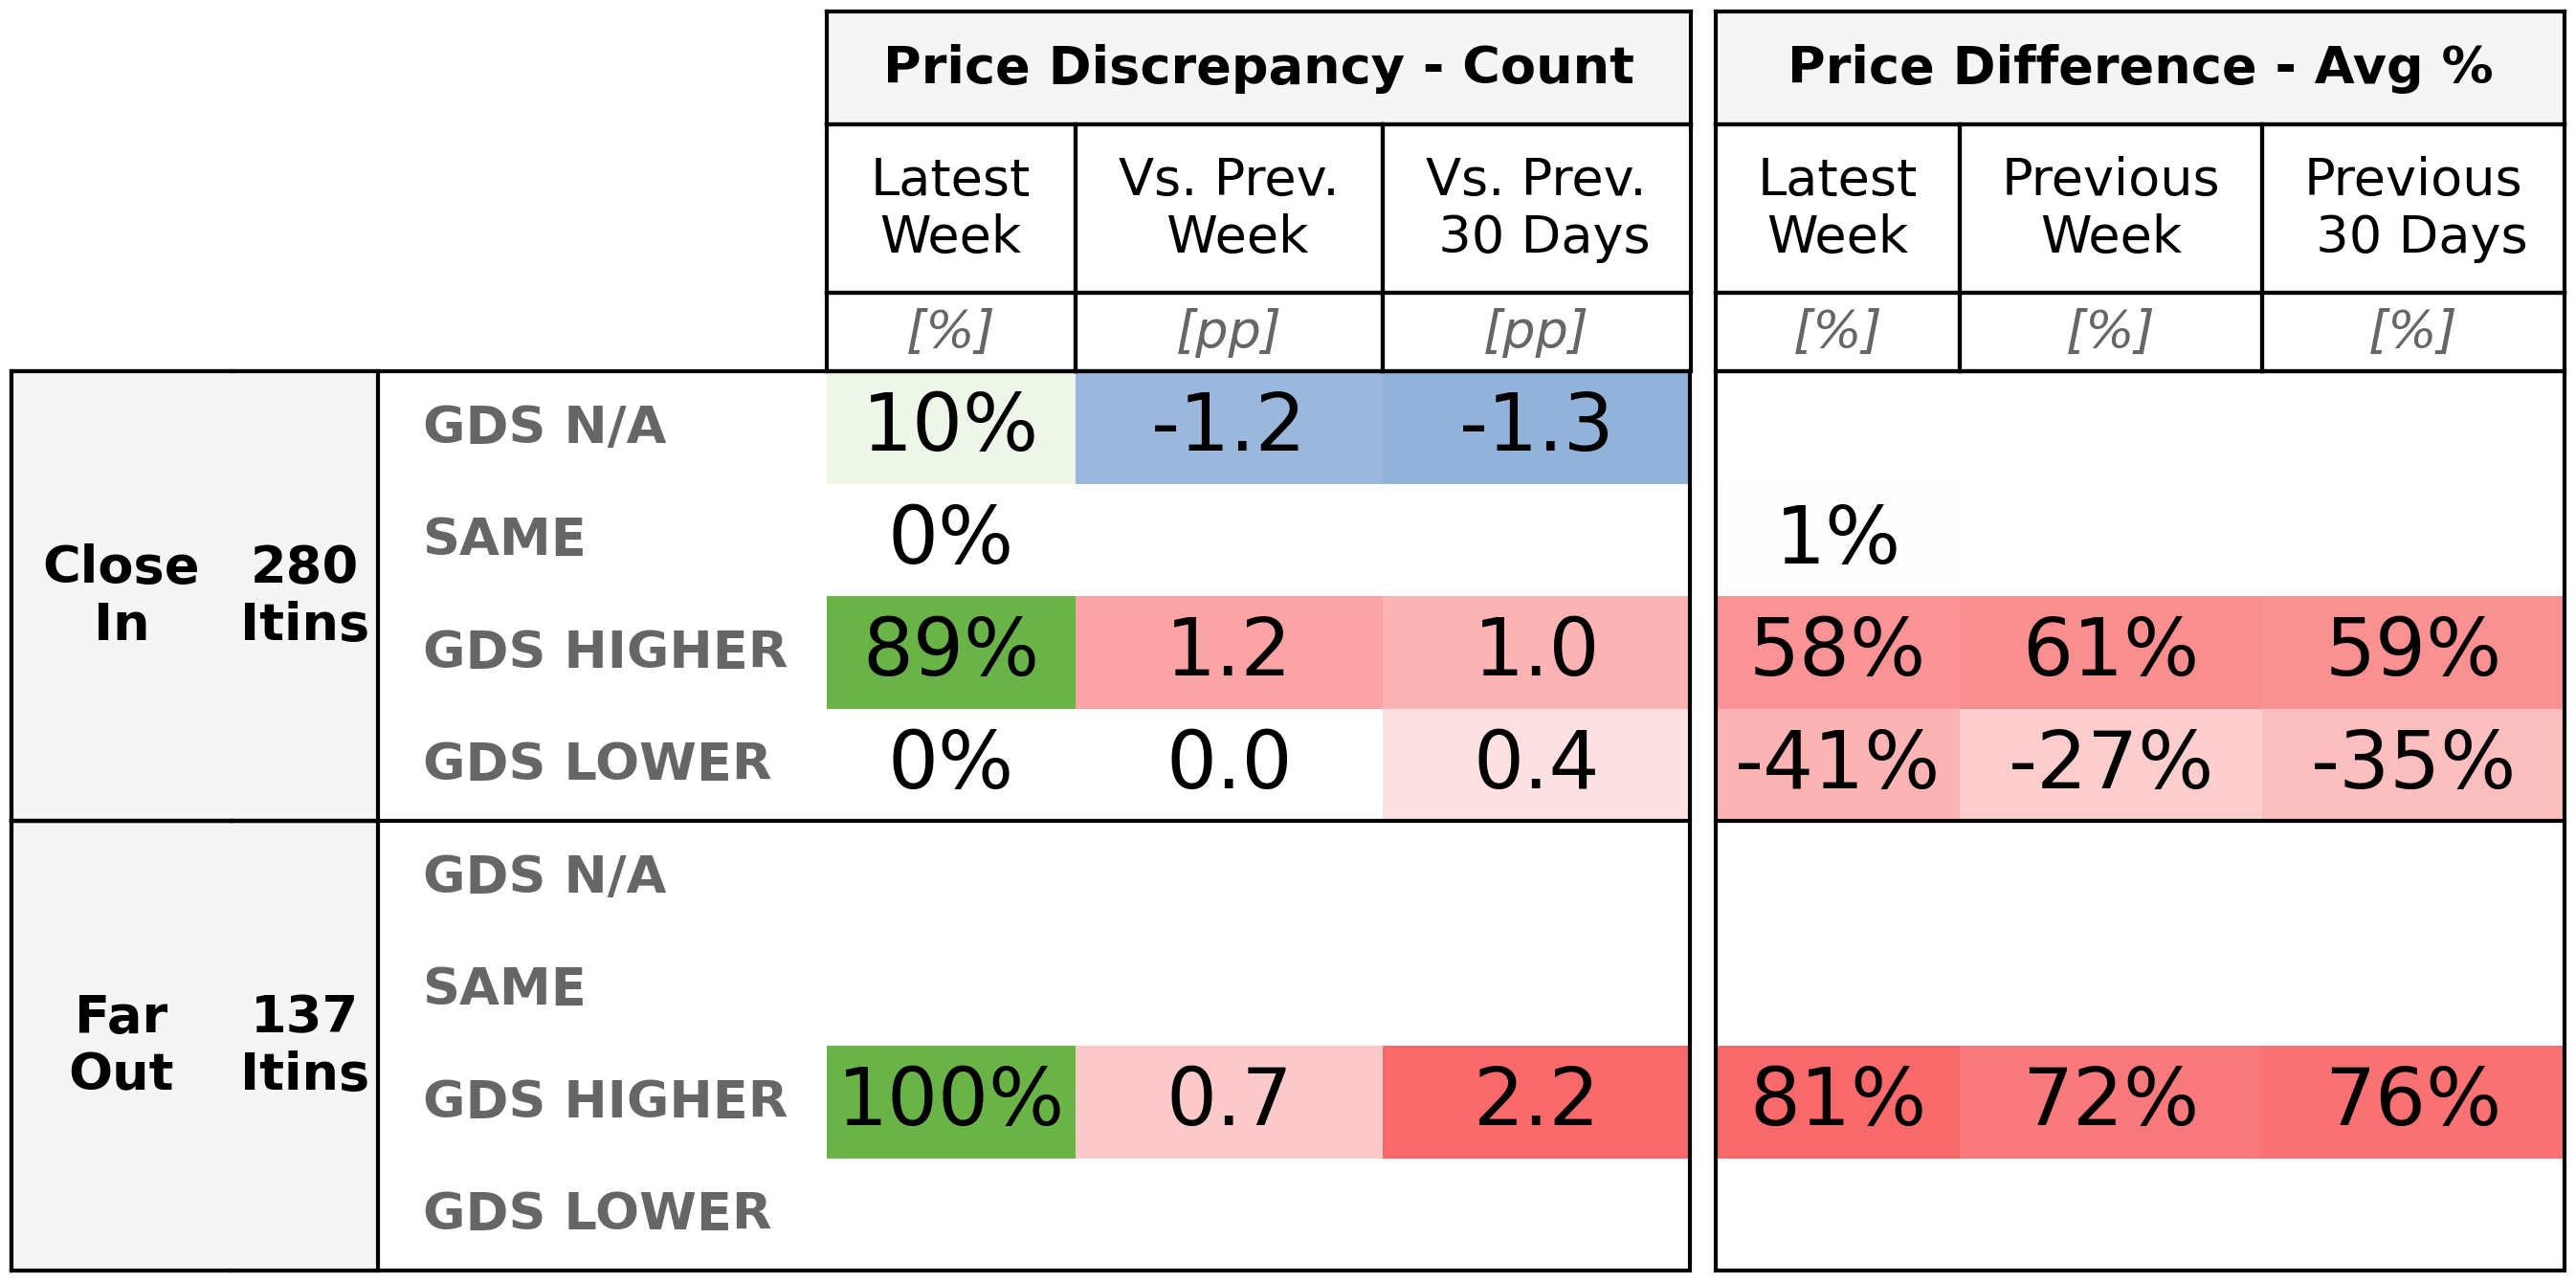 Price Discrepancy - Count
Price Difference - Avg %
Latest
Week
Vs. Prev.
Week
Vs. Prev.
30 Days
Latest
Week
Previous
Week
Previous
30 Days
[%]
[pp]
[pp]
[%]
[%]
[%]
Close
In
280
Itins
GDS N/A
10%
-1.2
-1.3
SAME
0%
1%
GDS HIGHER
89%
1.2
1.0
58%
61%
59%
GDS LOWER
0%
0.0
0.4
-41%
-27%
-35%
Far
Out
137
Itins
GDS N/A
SAME
GDS HIGHER
100%
0.7
2.2
81%
72%
76%
GDS LOWER